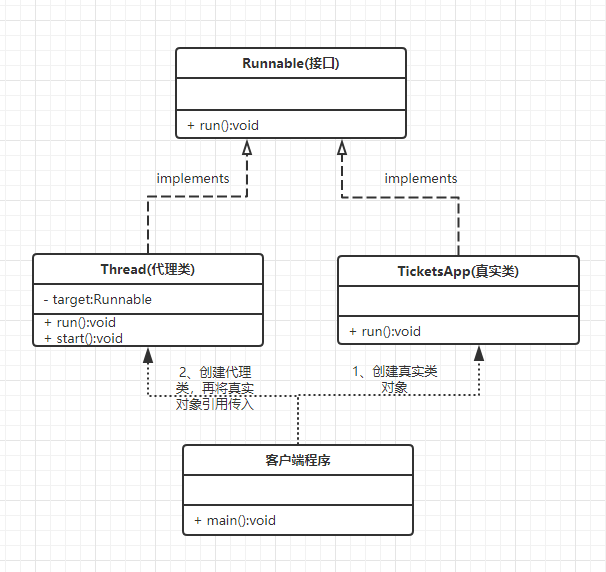 Runnable(接口)
+ run():void
implements
implements
Thread(代理类)
- target:Runnable
+ run():void
+ start():void
TicketsApp(真实类)
+ run():void
2、创建代理
类，再将真实
对象引用传入
1、创建真实类
对象
客户端程序
+ main():void